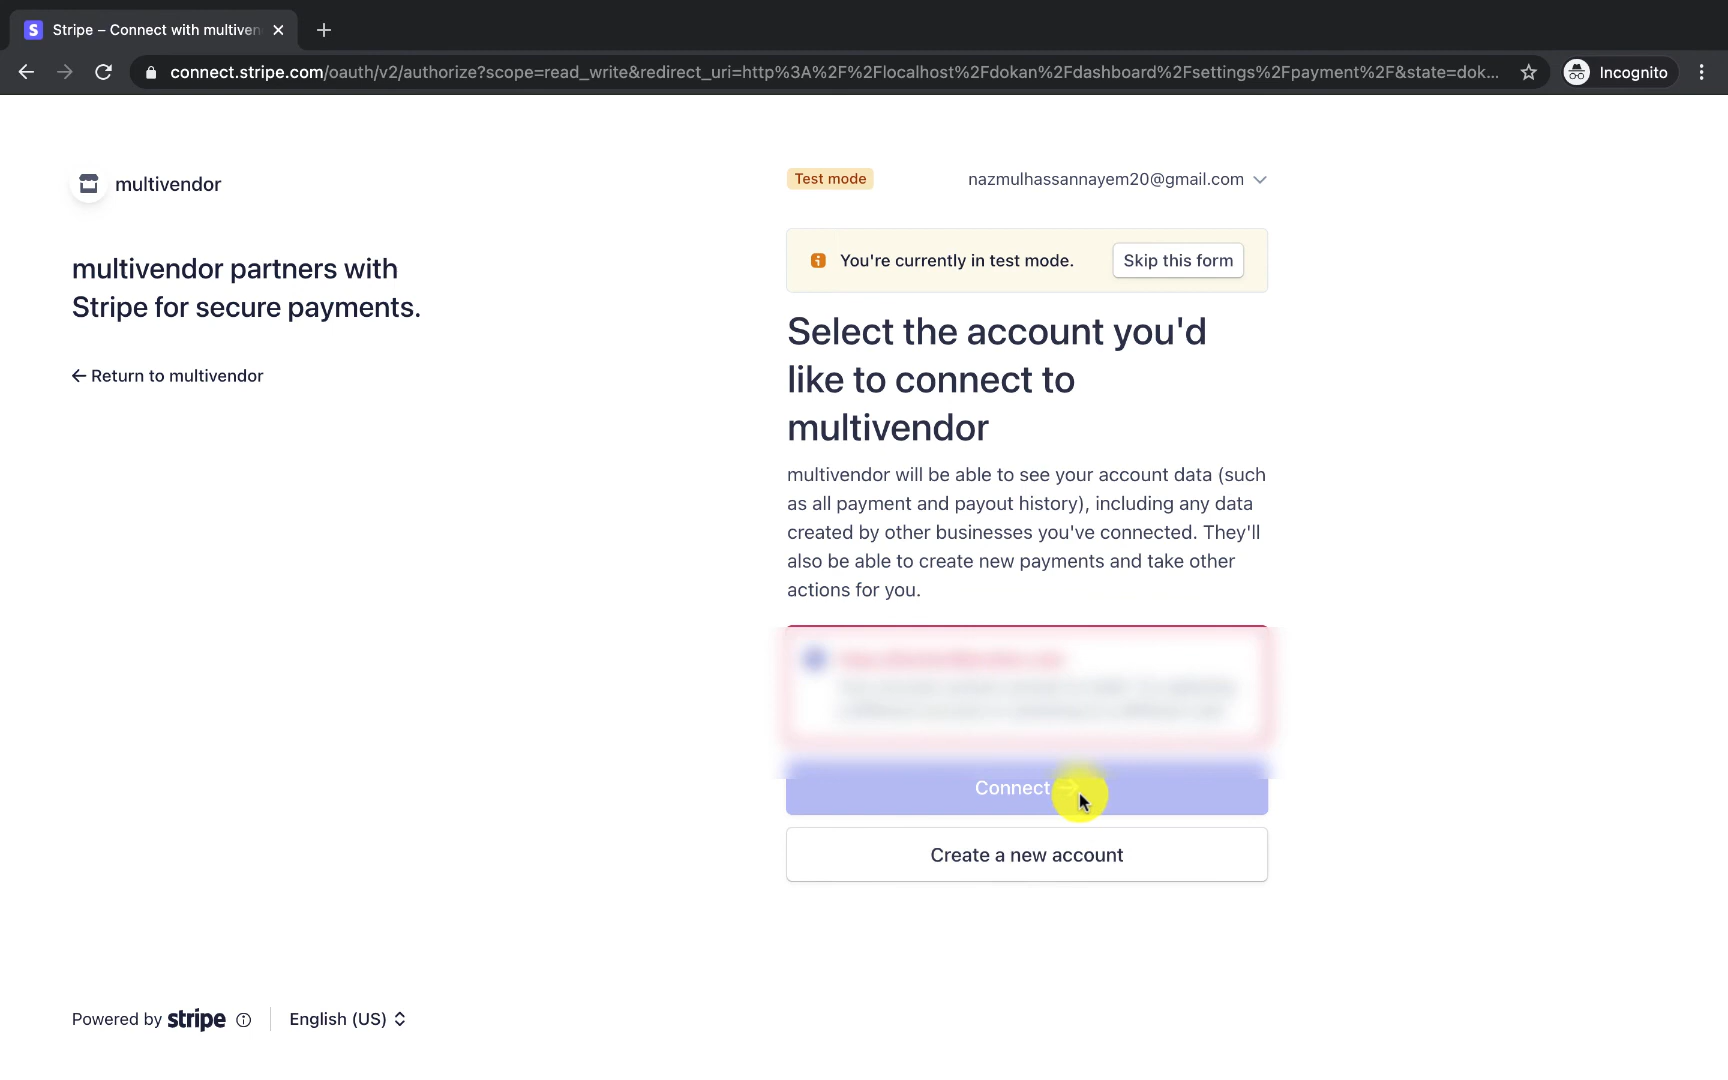 Stripe – Connect with multiven
connect.stripe.com/oauth/v2/authorize?scope=read_write&redirect_uri=http%3A%2F%2Flocalhost%2Fdokan%2Fdashboard%2Fsettings%2Fpayment%2F&state=dok...
Incognito
multivendor
Test mode
nazmulhassannayem20@gmail.com
multivendor partners with
Stripe for secure payments.
← Return to multivendor
You're currently in test mode.
Skip this form
Select the account you'd
like to connect to
multivendor
multivendor will be able to see your account data (such
as all payment and payout history), including any data
created by other businesses you've connected. They'll
also be able to create new payments and take other
actions for you.
Connect →
Create a new account
Powered by stripe
English (US)